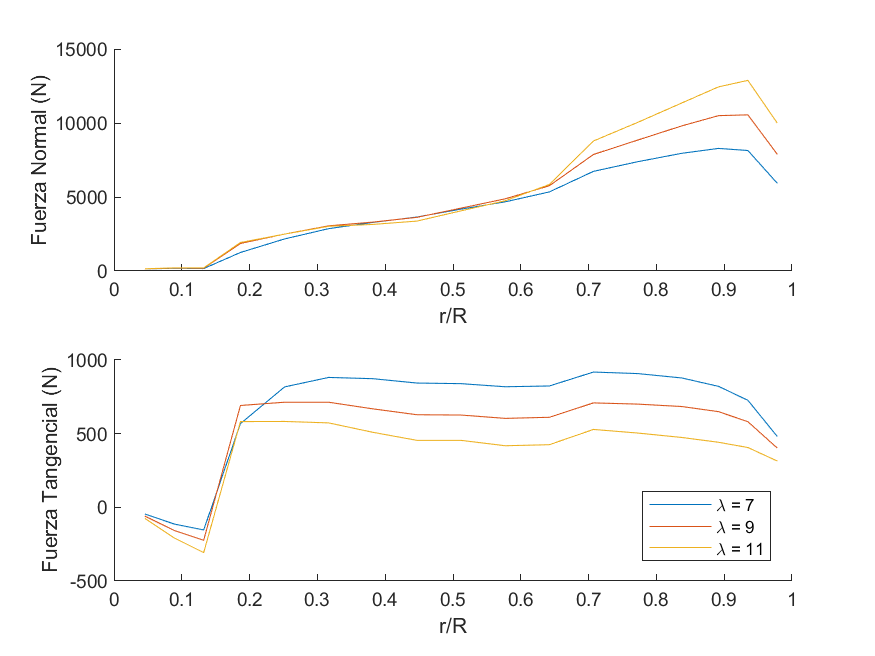 Fuerza Normal (N)
15000
10000
5000
0
0 0.1 0.2 0.3 0.4 0.5 0.6 0.7 0.8 0.9 1
r/R
Fuerza Tangencial (N)
1000
500
0
-500
0 0.1 0.2 0.3 0.4 0.5 0.6 0.7 0.8 0.9 1
r/R
λ = 7
λ = 9
λ = 11